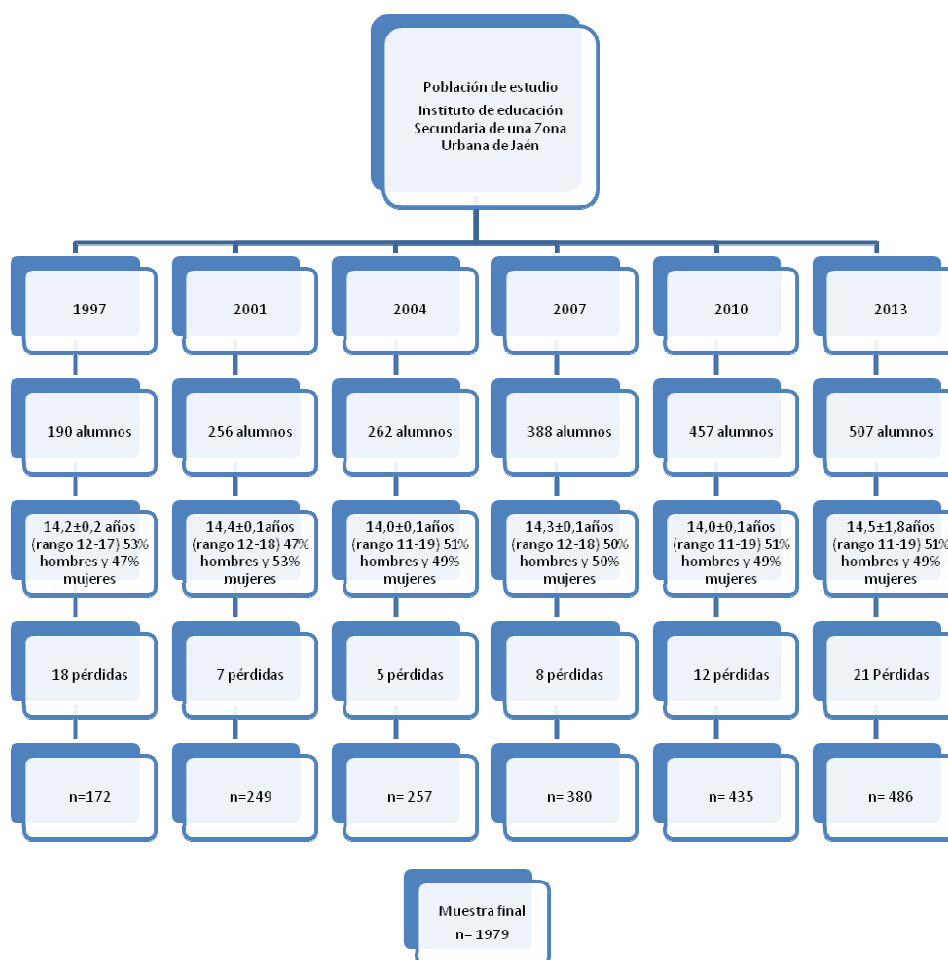 Población de estudio
Instituto de educación
Secundaria de una Zona
Urbana de Jaén
1997
2001
2004
2007
2010
2013
190 alumnos
256 alumnos
262 alumnos
388 alumnos
457 alumnos
507 alumnos
14,2±0,2 años
(rango 12-17) 53%
hombres y 47%
mujeres
14,4±0,1años
(rango 12-18) 47%
hombres y 53%
mujeres
14,0±0,1años
(rango 11-19) 51%
hombres y 49%
mujeres
14,3±0,1años
(rango 12-18) 50%
hombres y 50%
mujeres
14,0±0,1años
(rango 11-19) 51%
hombres y 49%
mujeres
14,5±1,8años
(rango 11-19) 51%
hombres y 49%
mujeres
18 pérdidas
7 pérdidas
5 pérdidas
8 pérdidas
12 pérdidas
21 Pérdidas
n=172
n=249
n= 257
n=380
n= 435
n= 486
Muestra final
n= 1979